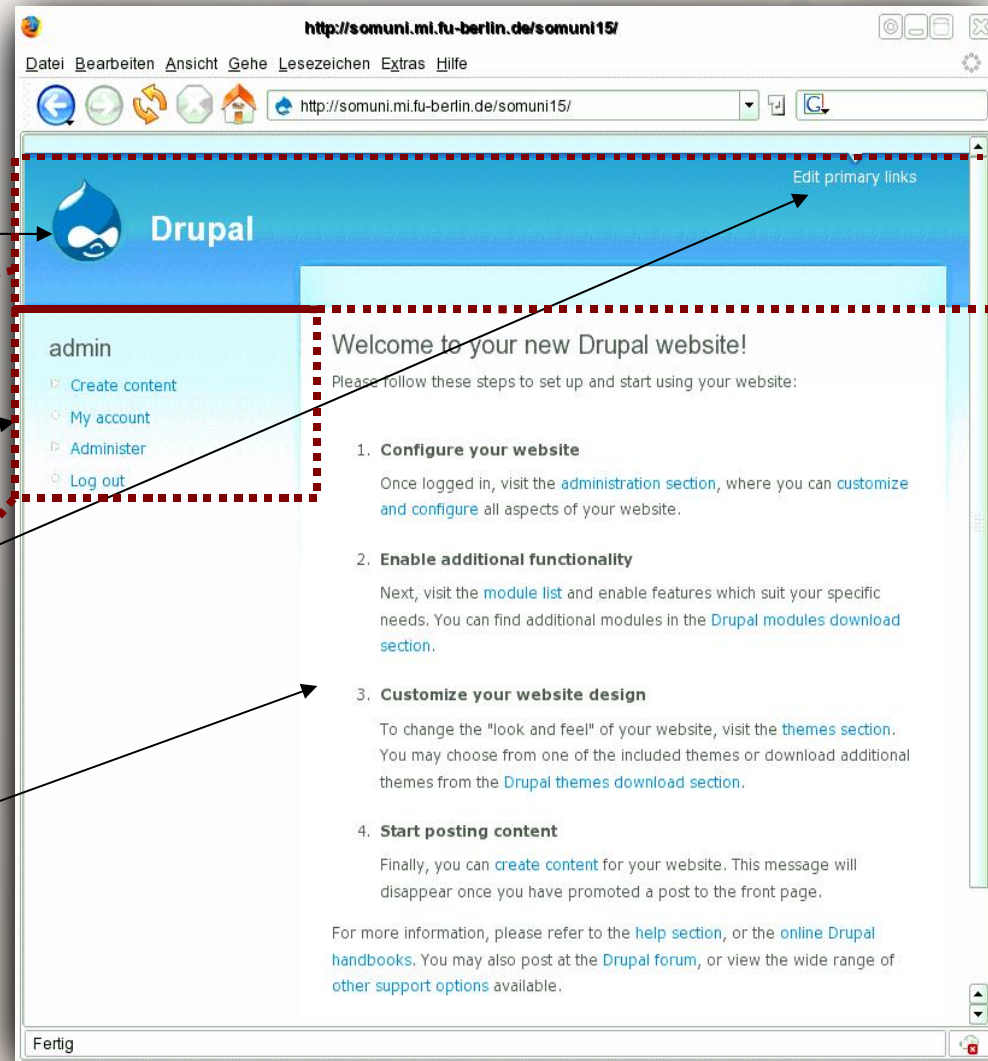 http://somuni.mi.fu-berlin.de/somuni15/
Datei Bearbeiten Ansicht Gehe Lesezeichen Extras Hilfe
http://somuni.mi.fu-berlin.de/somuni15/
G
Edit primary links
Drupal
admin
Create content
My account
Administer
Log out
Welcome to your new Drupal website!
Please follow these steps to set up and start using your website:
1. Configure your website
Once logged in, visit the administration section, where you can customize
and configure all aspects of your website.
2. Enable additional functionality
Next, visit the module list and enable features which suit your specific
needs. You can find additional modules in the Drupal modules download
section.
3. Customize your website design
To change the "look and feel" of your website, visit the themes section.
You may choose from one of the included themes or download additional
themes from the Drupal themes download section.
4. Start posting content
Finally, you can create content for your website. This message will
disappear once you have promoted a post to the front page.
For more information, please refer to the help section, or the online Drupal
handbooks. You may also post at the Drupal forum, or view the wide range of
other support options available.
Fertig